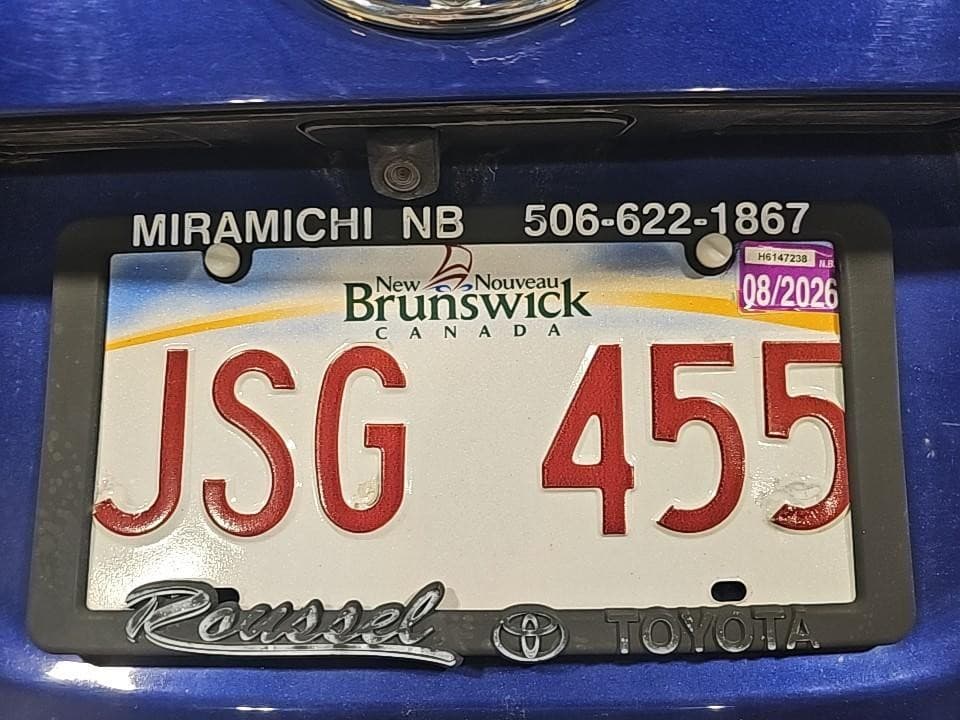 MIRAMICHI NB 506-622-1867
H6147238 N.B.
08/2026
New Nouveau
Brunswick
CANADA
JSG 455
Roussel TOYOTA